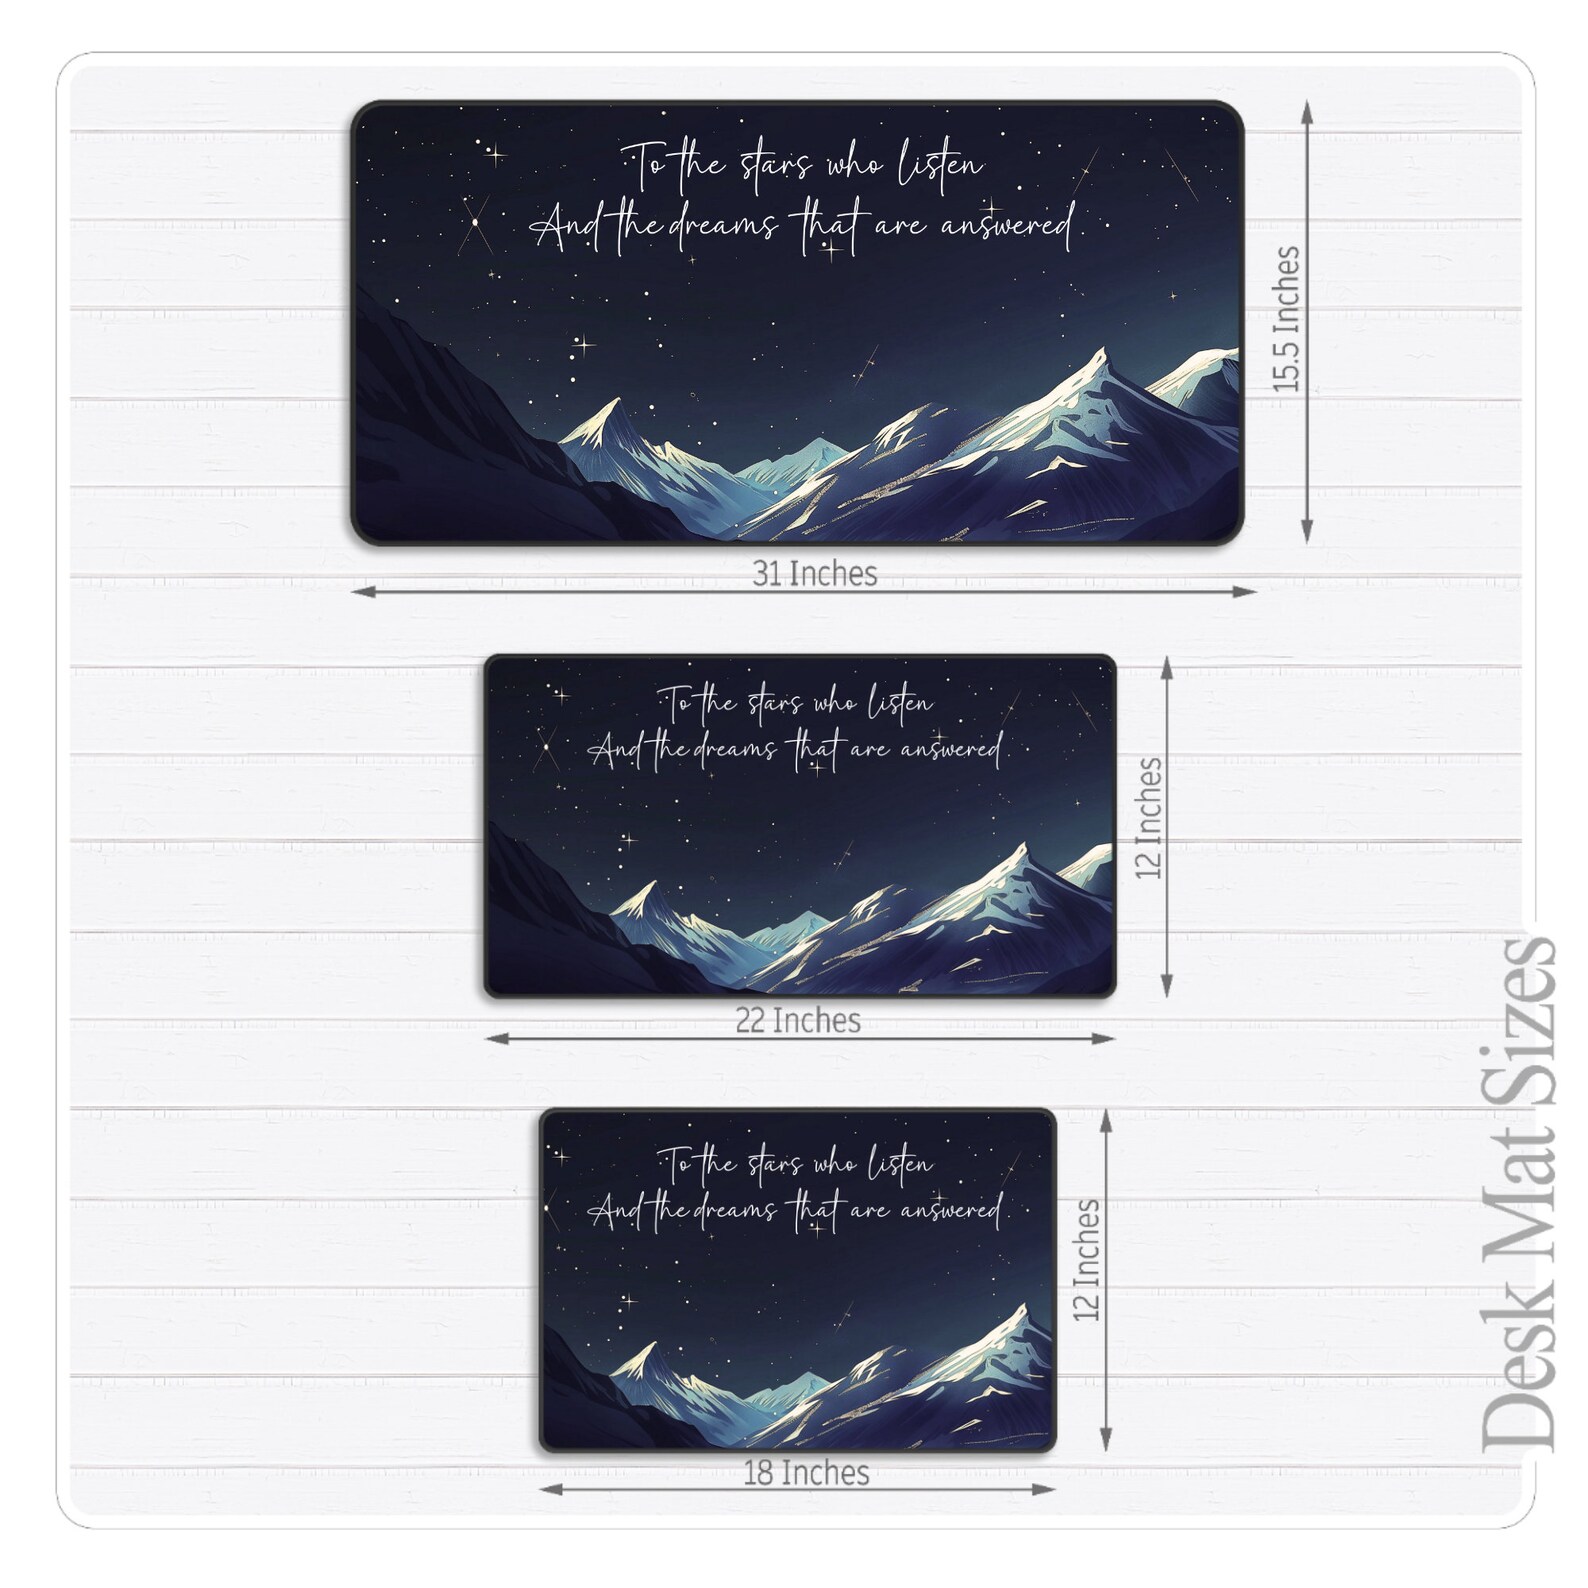 To the stars who listen
And the dreams that are answered
15.5 Inches
31 Inches
To the stars who listen
And the dreams that are answered
12 Inches
22 Inches
To the stars who listen
And the dreams that are answered
12 Inches
18 Inches
Desk Mat Sizes